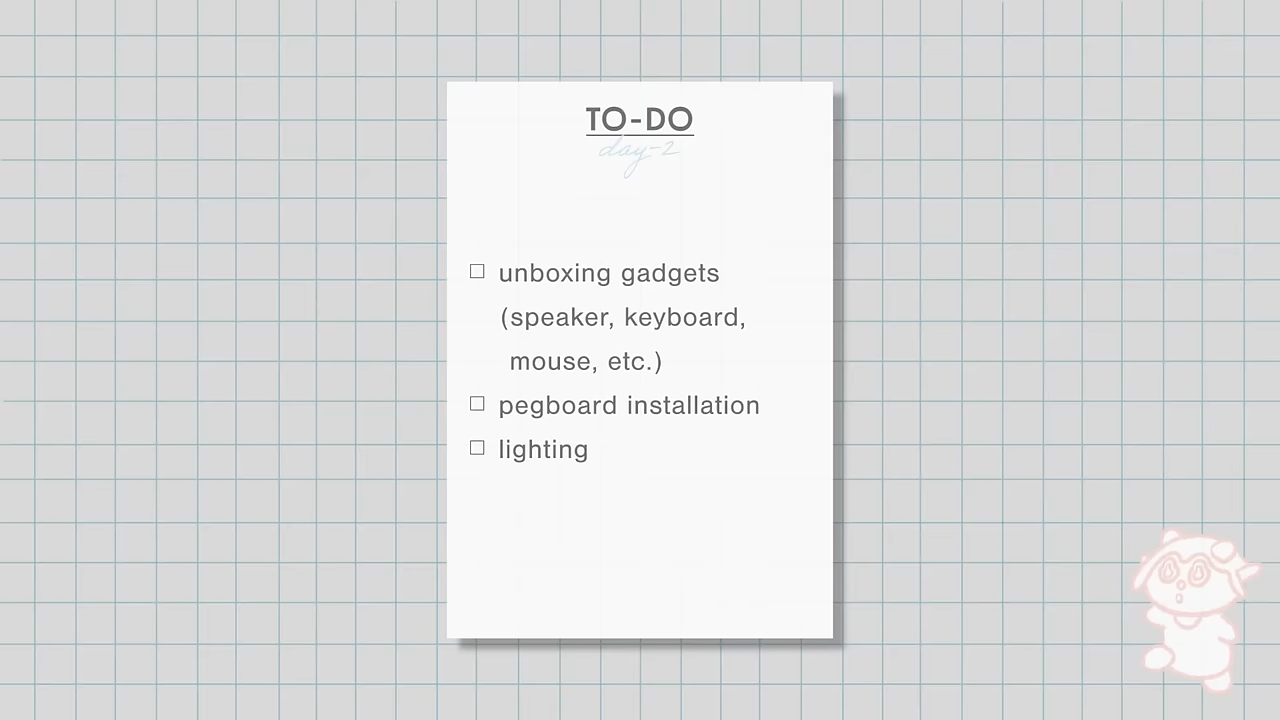 TO-DO
day-2
☐ unboxing gadgets
(speaker, keyboard,
mouse, etc.)
☐ pegboard installation
☐ lighting